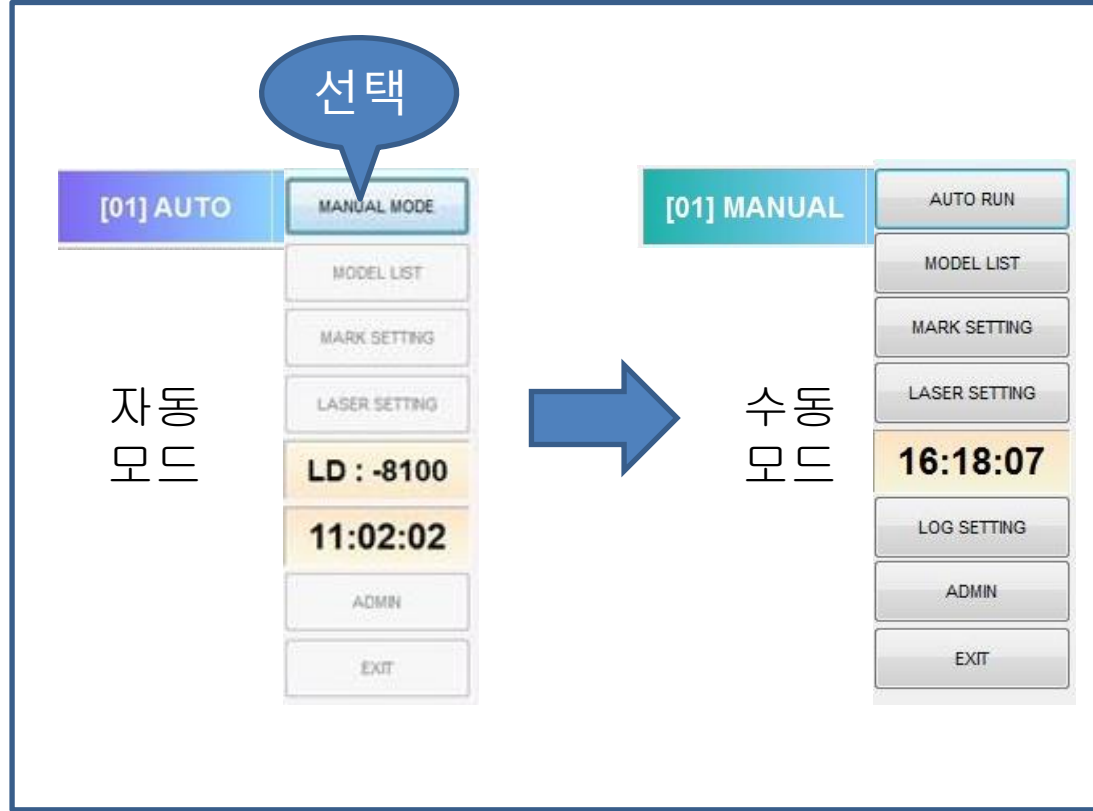 선택
[01] AUTO
MANUAL MODE
MODEL LIST
MARK SETTING
LASER SETTING
자동
모드
LD : -8100
11:02:02
ADMIN
EXIT
[01] MANUAL
AUTO RUN
MODEL LIST
MARK SETTING
LASER SETTING
수동
모드
16:18:07
LOG SETTING
ADMIN
EXIT